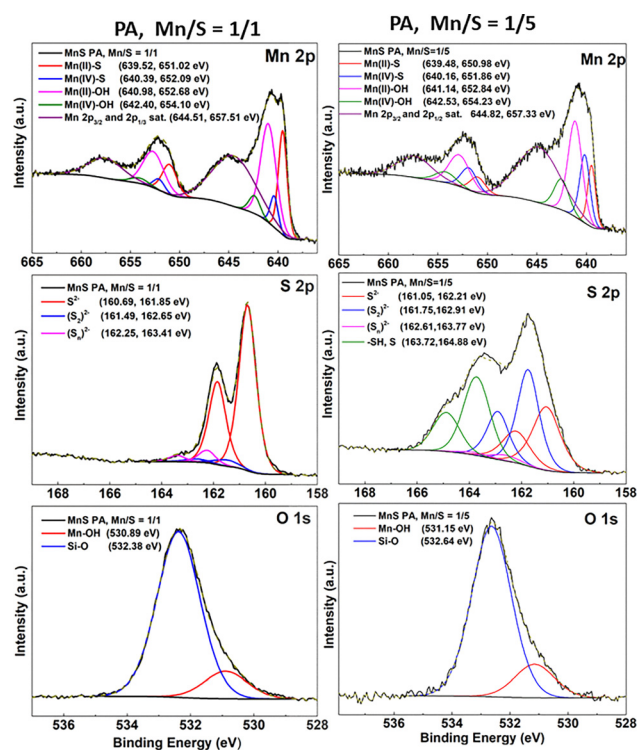 PA, Mn/S = 1/1
PA, Mn/S = 1/5
MnS PA, Mn/S = 1/1
Mn 2p
Mn(II)-S (639.52, 651.02 eV)
Mn(IV)-S (640.39, 652.09 eV)
Mn(II)-OH (640.98, 652.68 eV)
Mn(IV)-OH (642.40, 654.10 eV)
Mn 2p3/2 and 2p1/3 sat. (644.51, 657.51 eV)
Intensity (a.u.)
665 660 655 650 645 640
MnS PA, Mn/S=1/5
Mn 2p
Mn(II)-S (639.48, 650.98 eV)
Mn(IV)-S (640.16, 651.86 eV)
Mn(II)-OH (641.14, 652.84 eV)
Mn(IV)-OH (642.53, 654.23 eV)
Mn 2p3/2 and 2p1/2 sat. 644.82, 657.33 eV)
Intensity (a.u.)
665 660 655 650 645 640
MnS PA, Mn/S = 1/1
S 2p
S2- (160.69, 161.85 eV)
(S2)2- (161.49, 162.65 eV)
(Sn)2- (162.25, 163.41 eV)
Intensity (a.u.)
168 166 164 162 160 158
MnS PA, Mn/S=1/5
S 2p
S2- (161.05, 162.21 eV)
(S2)2- (161.75,162.91 eV)
(Sn)2- (162.61,163.77 eV)
-SH, S (163.72,164.88 eV)
Intensity (a.u.)
168 166 164 162 160 158
MnS PA, Mn/S = 1/1
O 1s
Mn-OH (530.89 eV)
Si-O (532.38 eV)
Intensity (a.u.)
536 534 532 530 528
Binding Energy (eV)
MnS PA, Mn/S = 1/5
O 1s
Mn-OH (531.15 eV)
Si-O (532.64 eV)
Intensity (a.u.)
536 534 532 530 528
Binding Energy (eV)